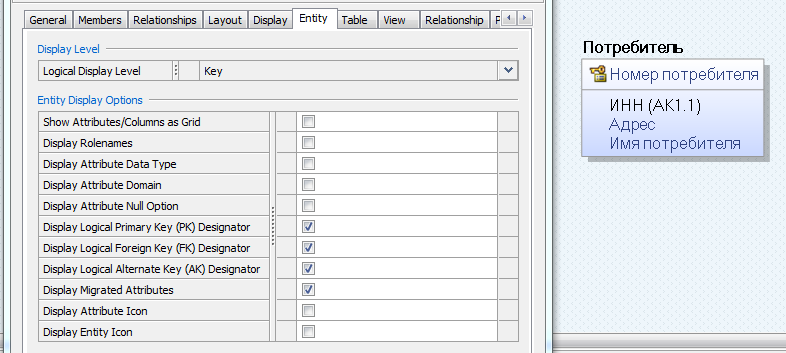 General Members Relationships Layout Display Entity Table View Relationship
Display Level
Logical Display Level Key
Entity Display Options
Show Attributes/Columns as Grid
Display Rolenames
Display Attribute Data Type
Display Attribute Domain
Display Attribute Null Option
Display Logical Primary Key (PK) Designator
Display Logical Foreign Key (FK) Designator
Display Logical Alternate Key (AK) Designator
Display Migrated Attributes
Display Attribute Icon
Display Entity Icon
Потребитель
Номер потребителя
ИНН (AK1.1)
Адрес
Имя потребителя